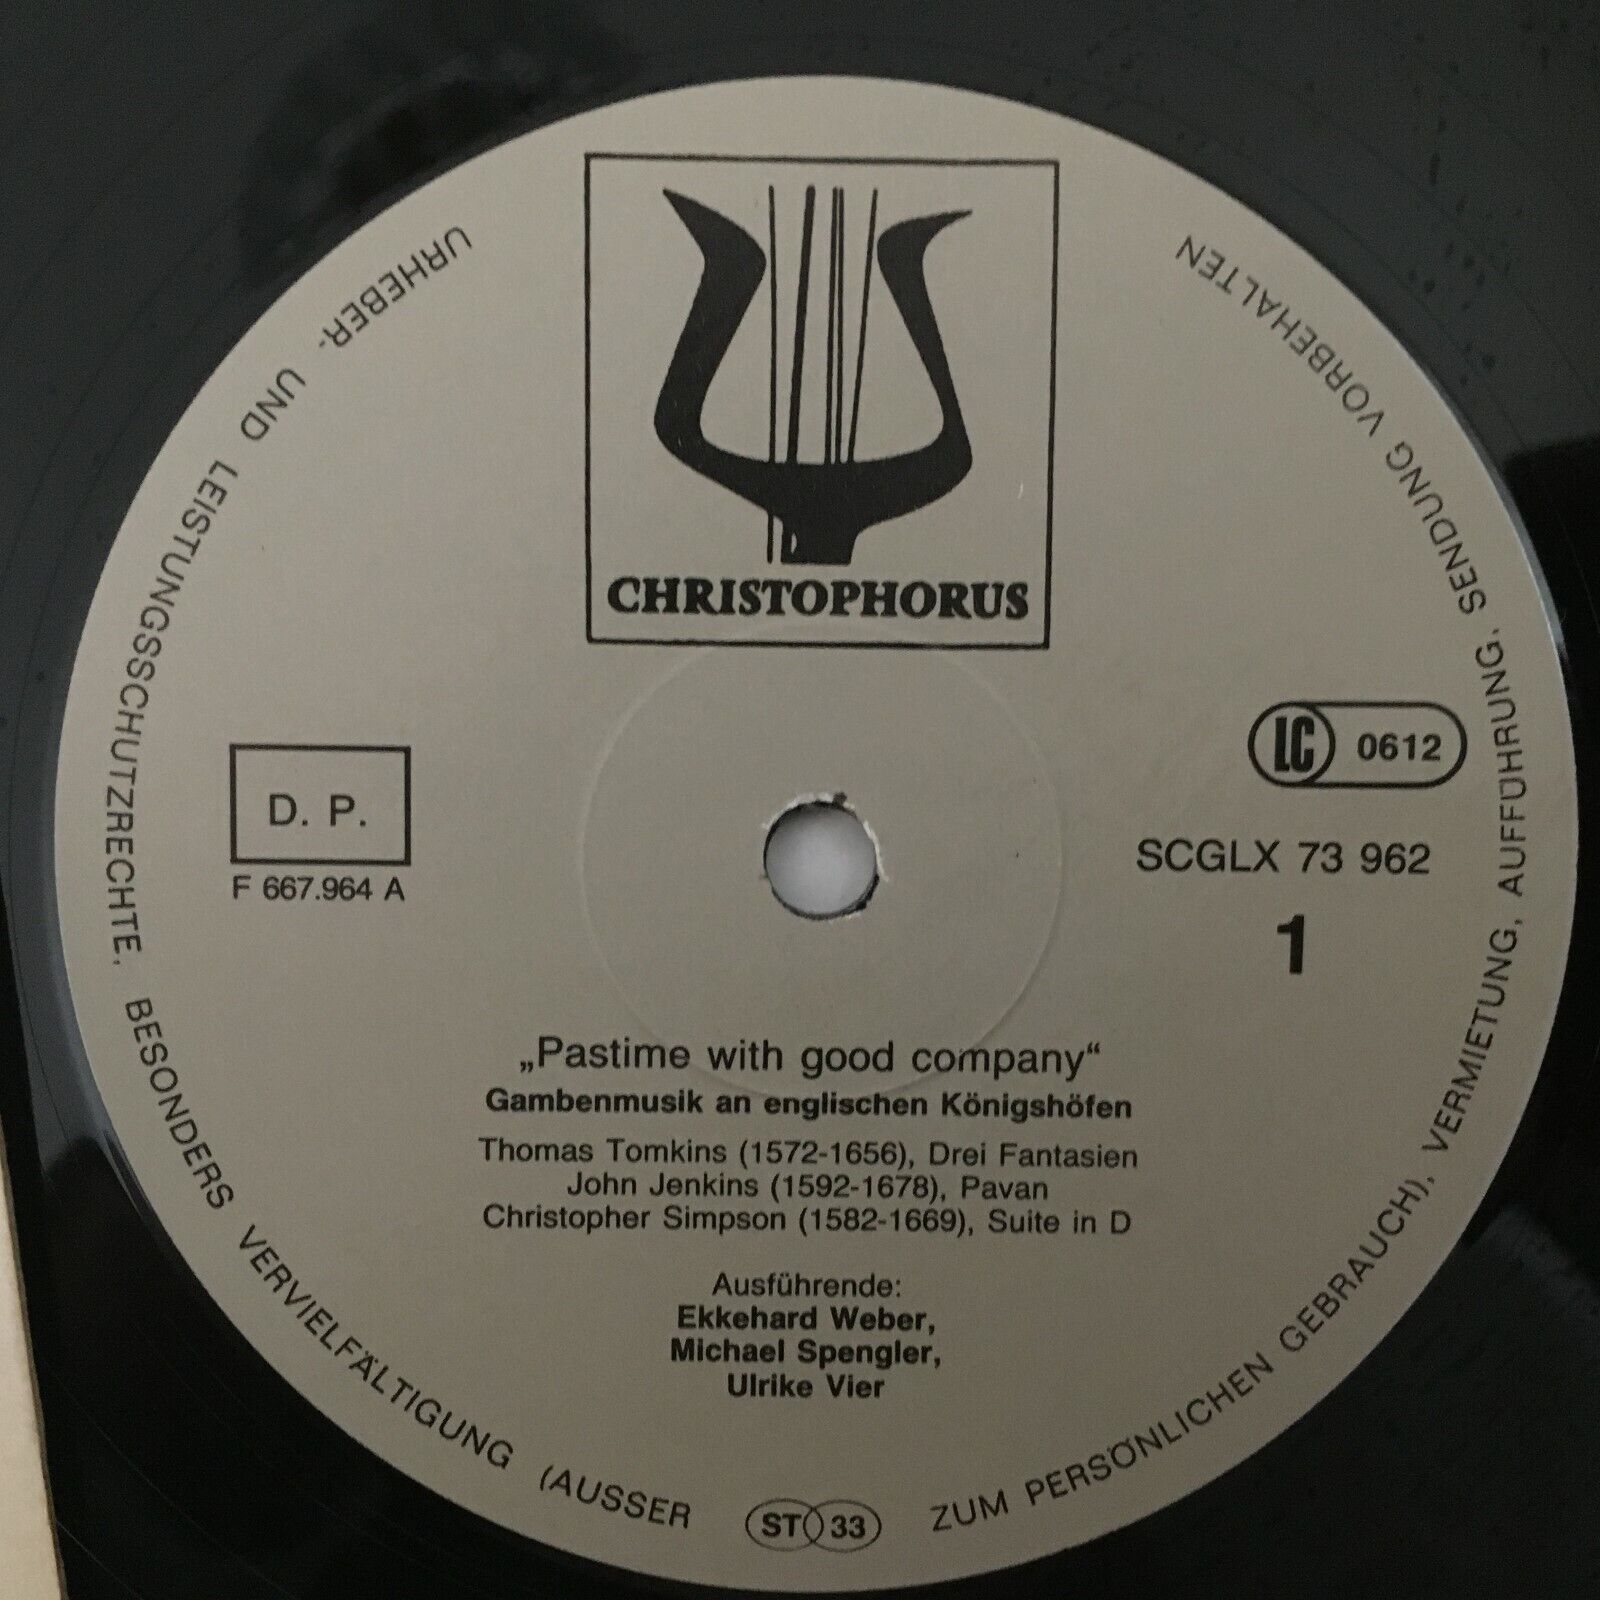 CHRISTOPHORUS
D. P.
F 667.964 A
LC 0612
SCGLX 73 962
1
„Pastime with good company“
Gambenmusik an englischen Königshöfen
Thomas Tomkins (1572-1656), Drei Fantasien
John Jenkins (1592-1678), Pavan
Christopher Simpson (1582-1669), Suite in D
Ausführende:
Ekkehard Weber,
Michael Spengler,
Ulrike Vier
ST 33
URHEBER- UND LEISTUNGSSCHUTZRECHTE, BESONDERS VERVIELFÄLTIGUNG (AUSSER ZUM PERSÖNLICHEN GEBRAUCH), VERMIETUNG, AUFFÜHRUNG, SENDUNG VORBEHALTEN